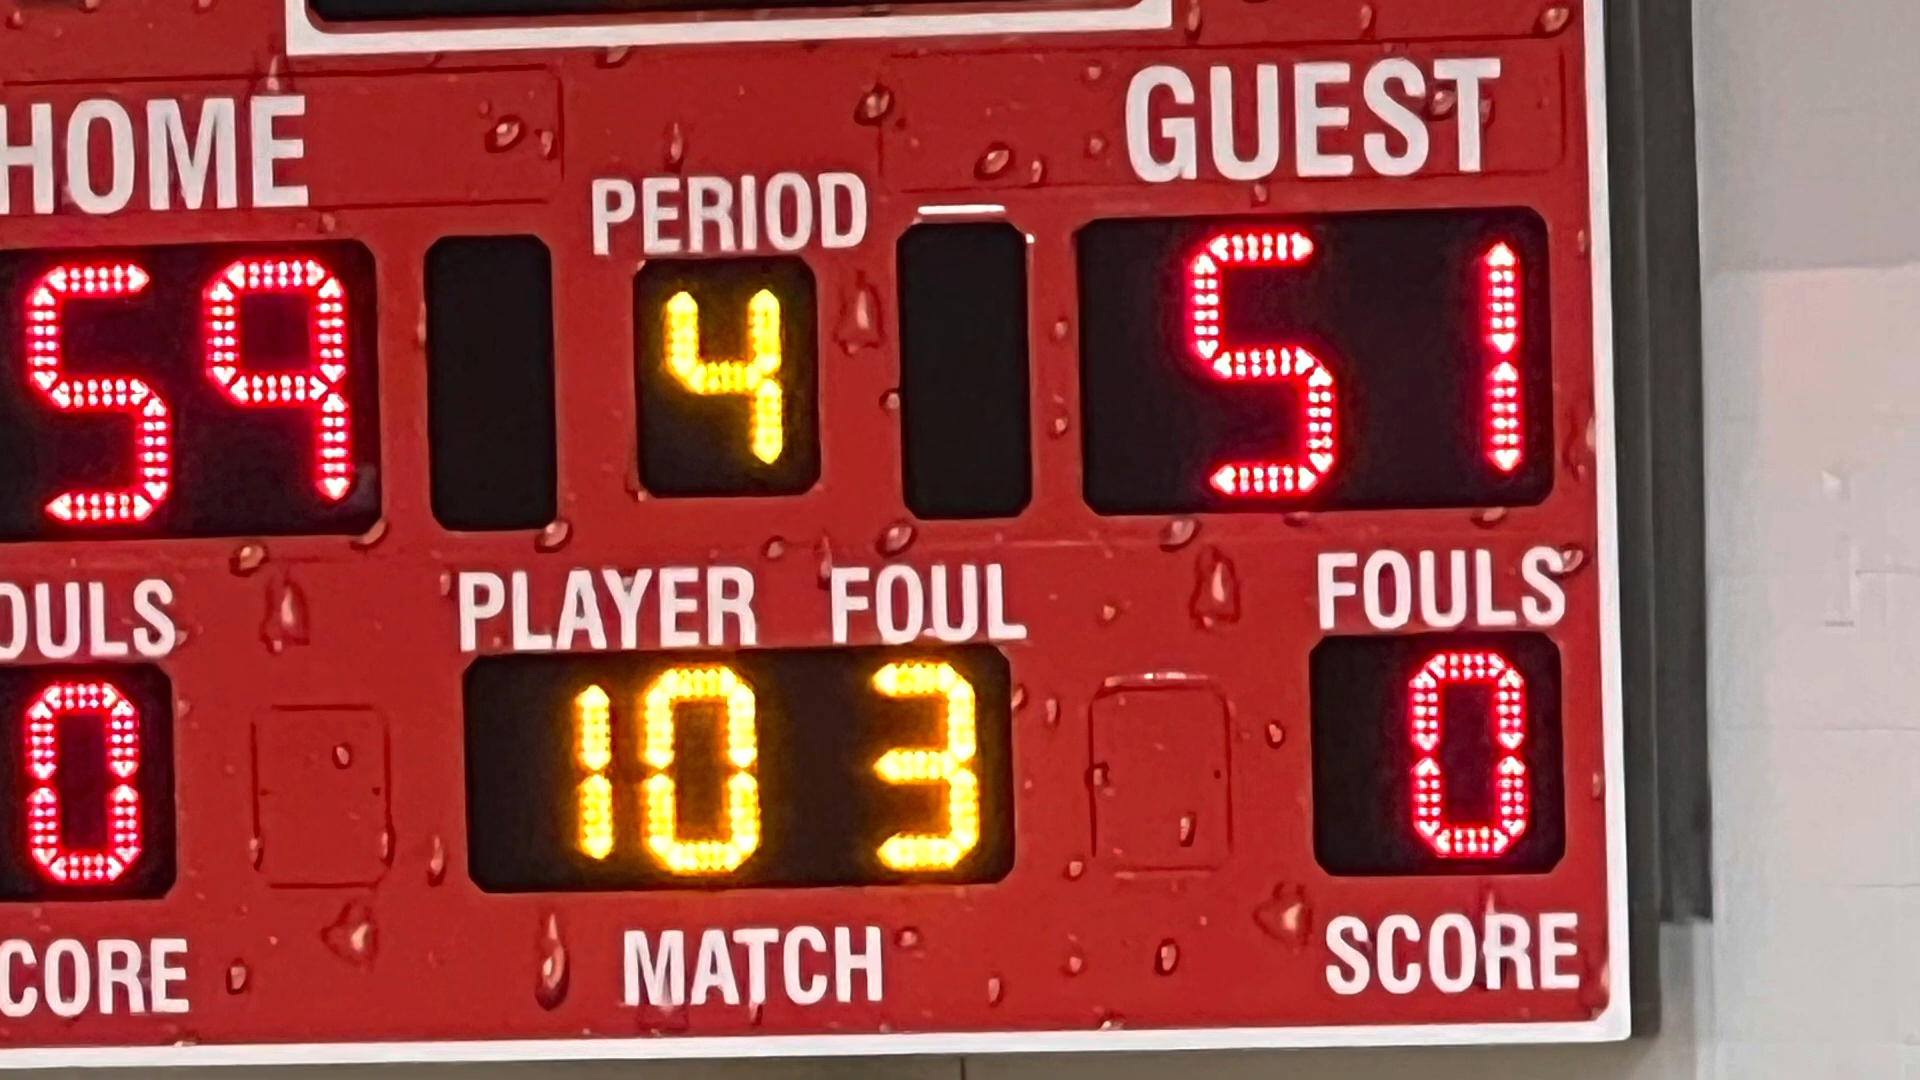 HOME GUEST
PERIOD
59 4 51
OULS PLAYER FOUL FOULS
0 10 3 0
CORE MATCH SCORE